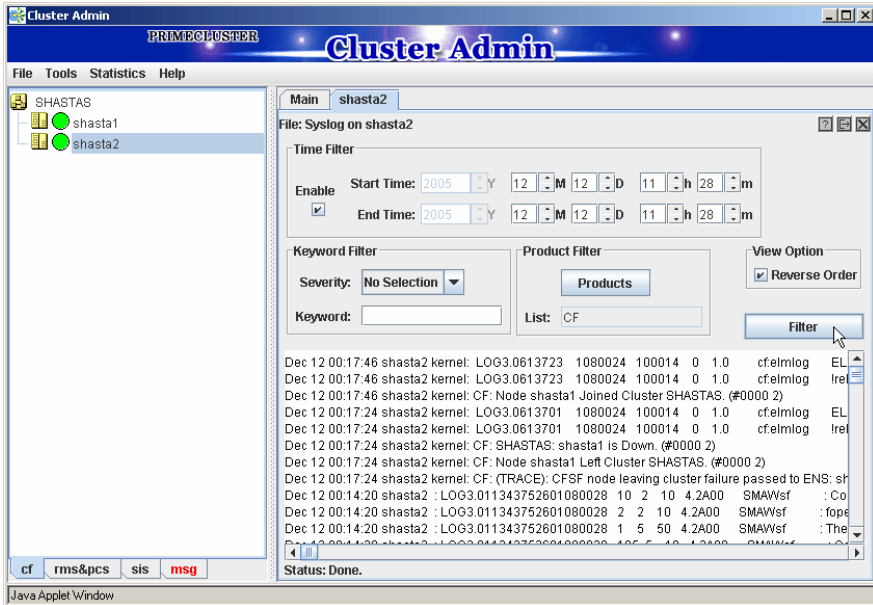 Cluster Admin
PRIMECLUSTER
Cluster Admin
File Tools Statistics Help
SHASTAS
shasta1
shasta2
Main shasta2
File: Syslog on shasta2
Time Filter
Enable
Start Time: 2005 Y 12 M 12 D 11 h 28 m
End Time: 2005 Y 12 M 12 D 11 h 28 m
Keyword Filter
Severity: No Selection
Keyword:
Product Filter
Products
List: CF
View Option
Reverse Order
Filter
Dec 12 00:17:46 shasta2 kernel: LOG3.0613723 1080024 100014 0 1.0 cf:elmlog EL
Dec 12 00:17:46 shasta2 kernel: LOG3.0613723 1080024 100014 0 1.0 cf:elmlog !rel
Dec 12 00:17:46 shasta2 kernel: CF: Node shasta1 Joined Cluster SHASTAS. (#0000 2)
Dec 12 00:17:24 shasta2 kernel: LOG3.0613701 1080024 100014 0 1.0 cf:elmlog EL
Dec 12 00:17:24 shasta2 kernel: LOG3.0613701 1080024 100014 0 1.0 cf:elmlog !rel
Dec 12 00:17:24 shasta2 kernel: CF: SHASTAS: shasta1 is Down. (#0000 2)
Dec 12 00:17:24 shasta2 kernel: CF: Node shasta1 Left Cluster SHASTAS. (#0000 2)
Dec 12 00:17:24 shasta2 kernel: CF: (TRACE): CFSF node leaving cluster failure passed to ENS: sh
Dec 12 00:14:20 shasta2 : LOG3.011343752601080028 10 2 10 4.2A00 SMAWsf : Co
Dec 12 00:14:20 shasta2 : LOG3.011343752601080028 2 2 10 4.2A00 SMAWsf : fope
Dec 12 00:14:20 shasta2 : LOG3.011343752601080028 1 5 50 4.2A00 SMAWsf : The
Status: Done.
cf rms&pcs sis msg
Java Applet Window